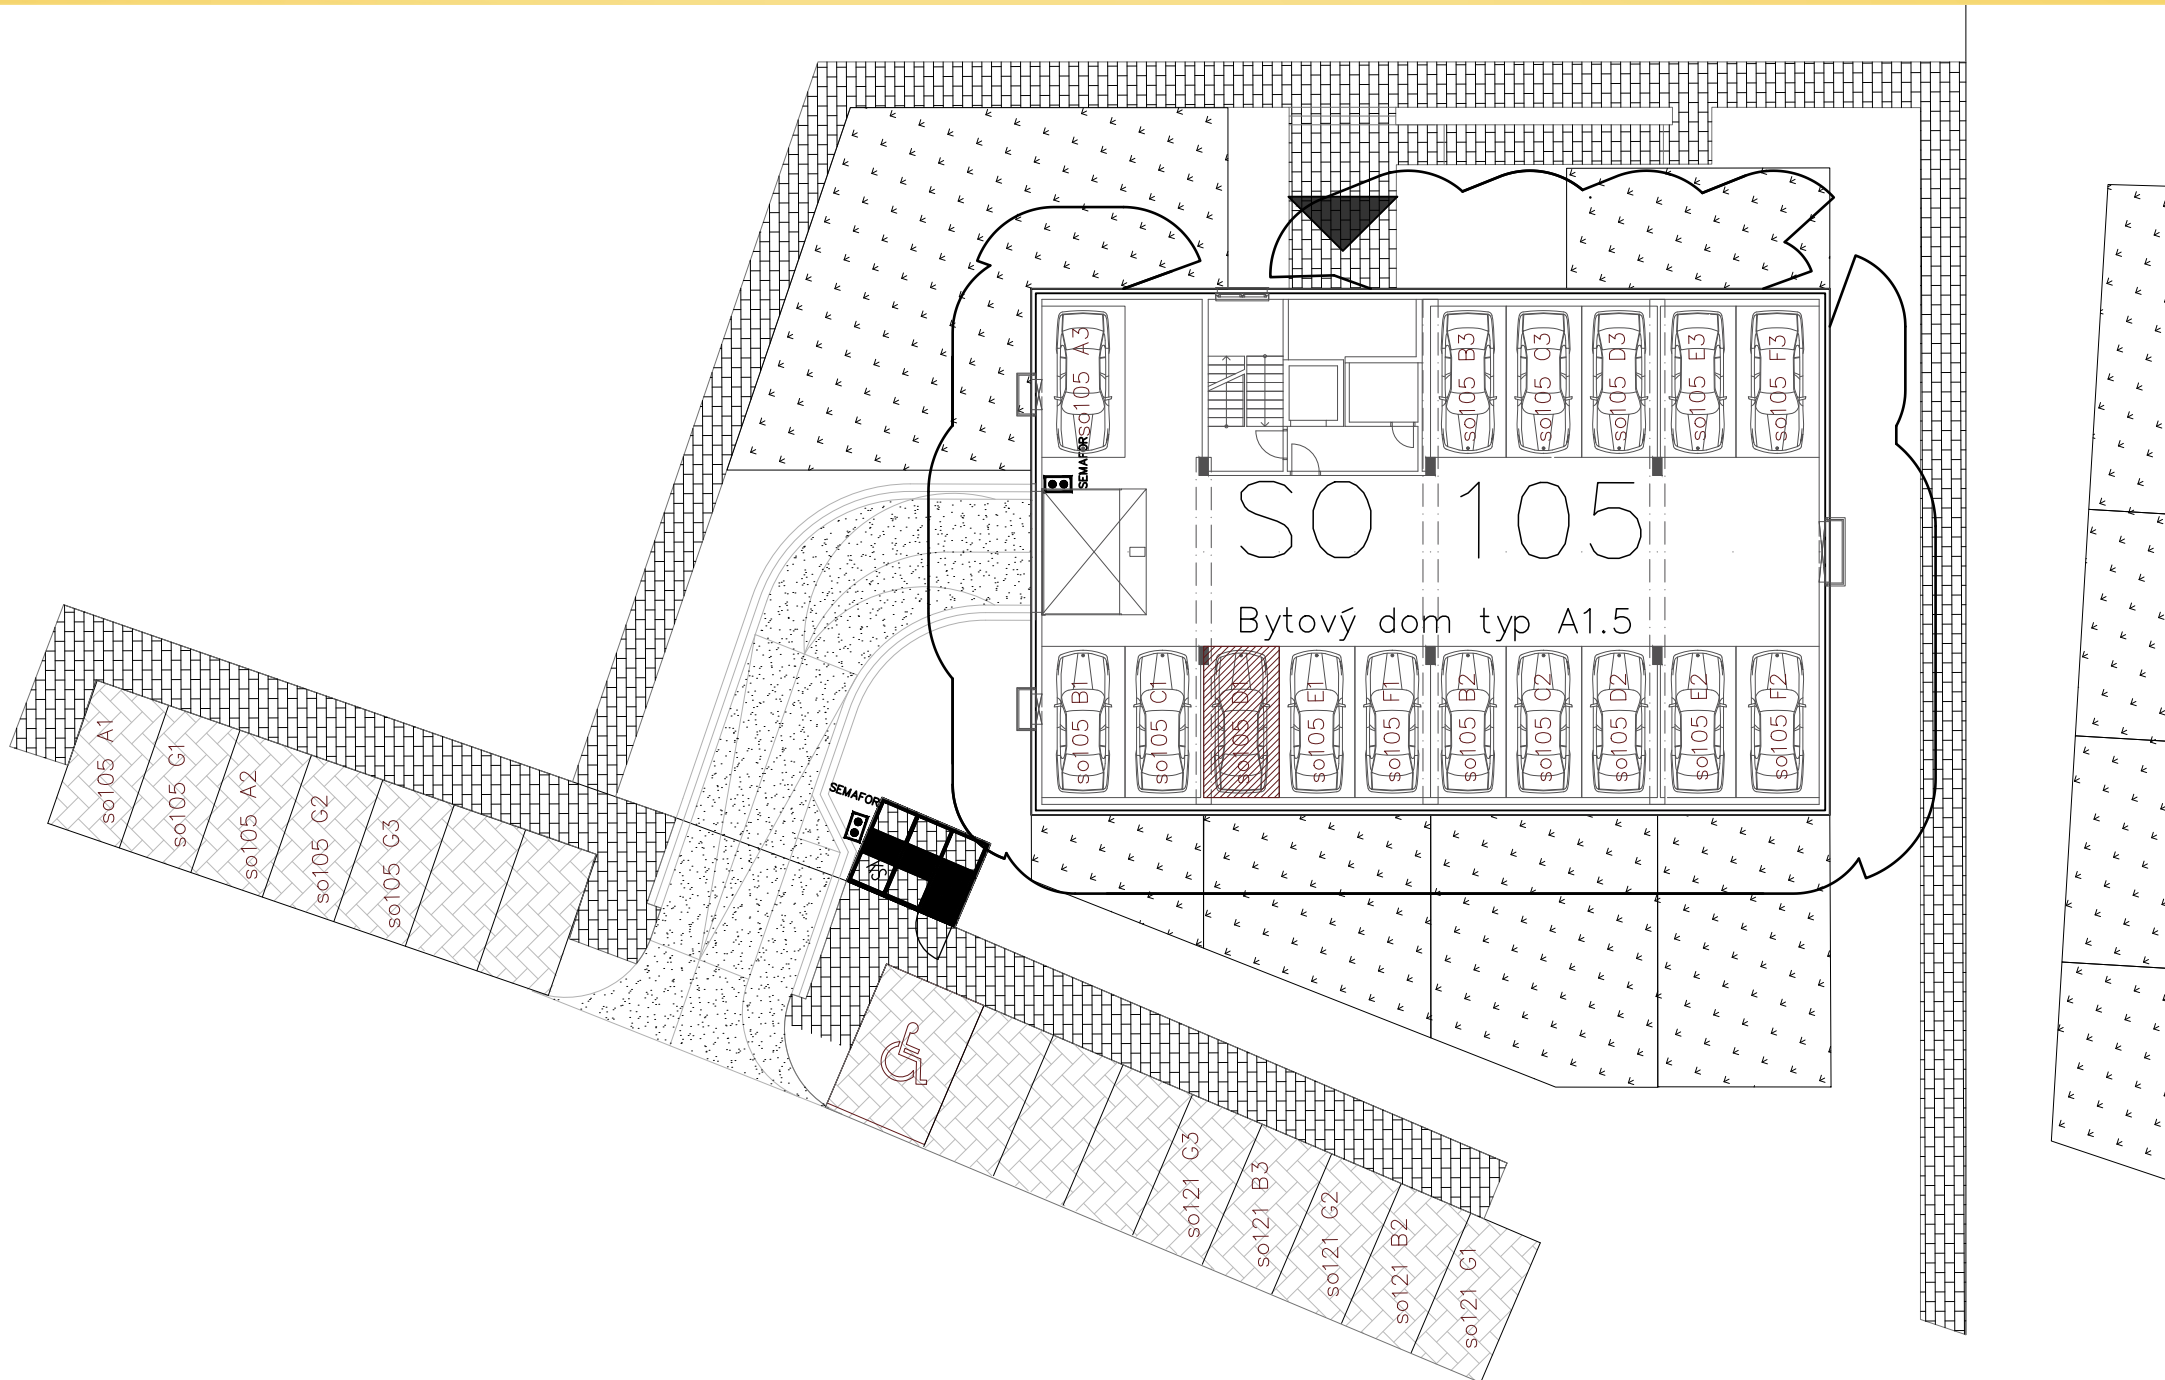 so105 A3
so105 B3
so105 C3
so105 D3
so105 E3
so105 F3
SEMAFOR
SO 105
Bytový dom typ A1.5
so105 B1
so105 C1
so105 D1
so105 E1
so105 F1
so105 B2
so105 C2
so105 D2
so105 E2
so105 F2
so105 A1
so105 G1
so105 A2
so105 G2
so105 G3
SEMAFOR
so121 G3
so121 B3
so121 G2
so121 B2
so121 G1